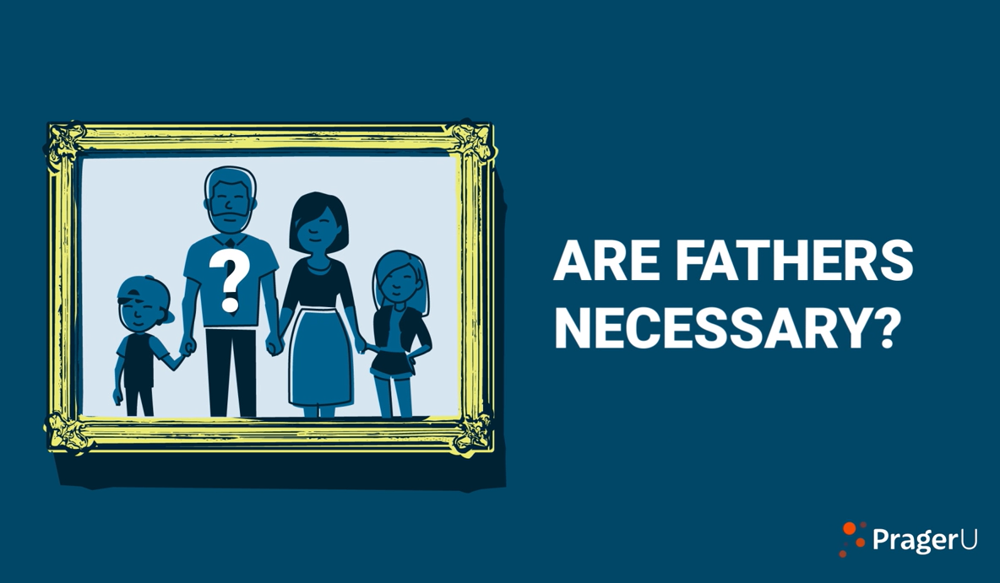 ?
ARE FATHERS
NECESSARY?
PragerU